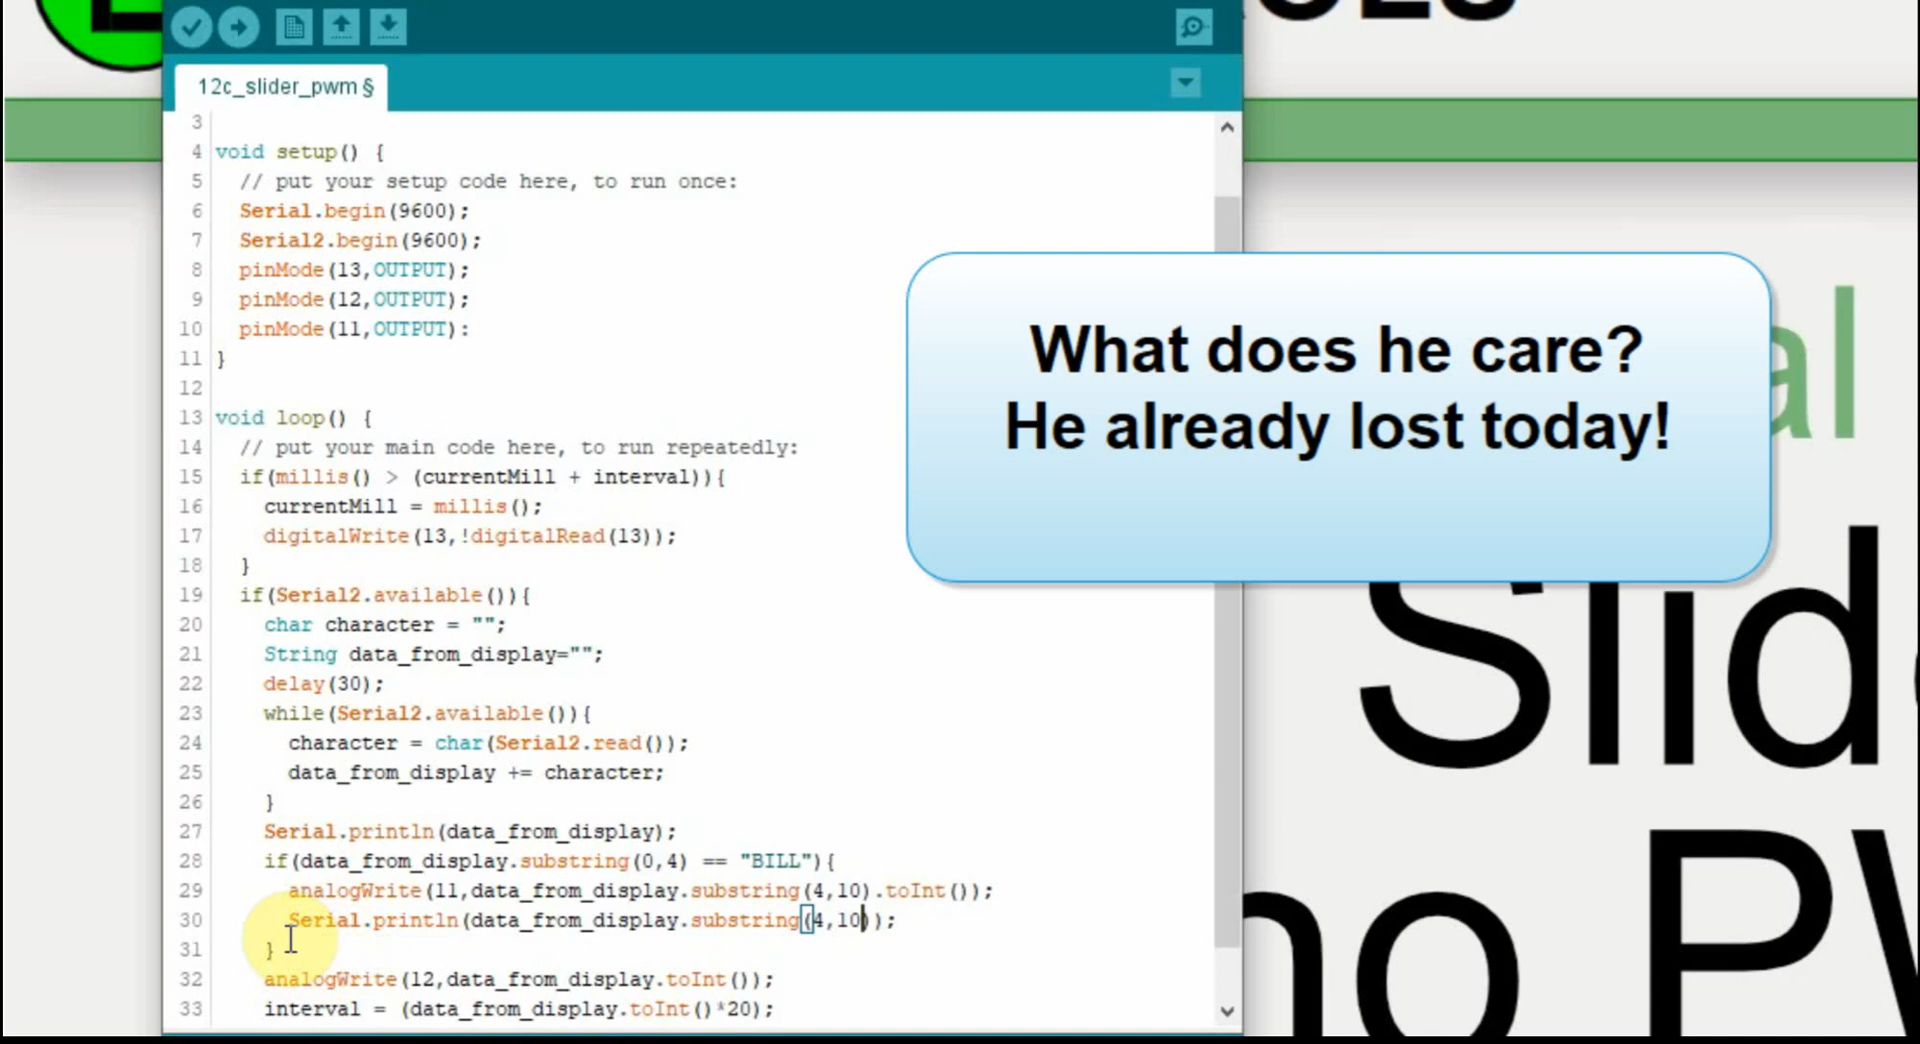 12c_slider_pwm §
3
4 void setup() {
5 // put your setup code here, to run once:
6 Serial.begin(9600);
7 Serial2.begin(9600);
8 pinMode(13,OUTPUT);
9 pinMode(12,OUTPUT);
10 pinMode(11,OUTPUT):
11 }
12
13 void loop() {
14 // put your main code here, to run repeatedly:
15 if(millis() > (currentMill + interval)){
16 currentMill = millis();
17 digitalWrite(13,!digitalRead(13));
18 }
19 if(Serial2.available()){
20 char character = "";
21 String data_from_display="";
22 delay(30);
23 while(Serial2.available()){
24 character = char(Serial2.read());
25 data_from_display += character;
26 }
27 Serial.println(data_from_display);
28 if(data_from_display.substring(0,4) == "BILL"){
29 analogWrite(11,data_from_display.substring(4,10).toInt());
30 Serial.println(data_from_display.substring(4,10));
31 }
32 analogWrite(12,data_from_display.toInt());
33 interval = (data_from_display.toInt()*20);
What does he care?
He already lost today!
al
Slid
no PW